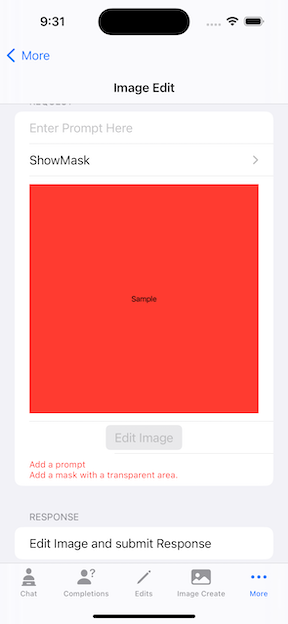 9:31
More
Image Edit
REQUEST
Enter Prompt Here
ShowMask
Sample
Edit Image
Add a prompt
Add a mask with a transparent area.
RESPONSE
Edit Image and submit Response
Chat
Completions
Edits
Image Create
More